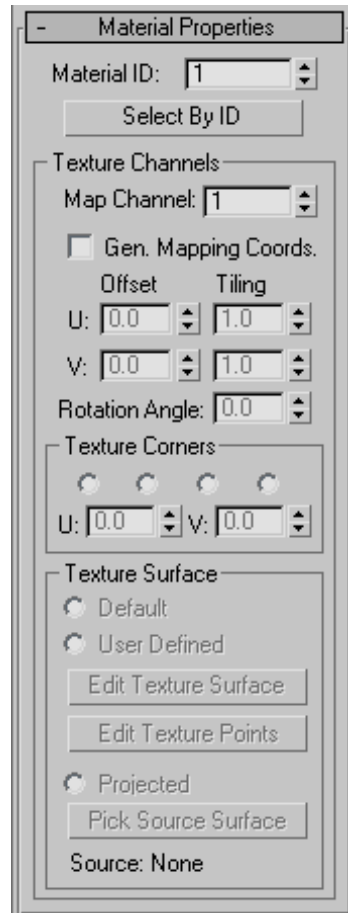 - Material Properties
Material ID: 1
Select By ID
Texture Channels
Map Channel: 1
Gen. Mapping Coords.
Offset Tiling
U: 0.0 1.0
V: 0.0 1.0
Rotation Angle: 0.0
Texture Corners
U: 0.0 V: 0.0
Texture Surface
Default
User Defined
Edit Texture Surface
Edit Texture Points
Projected
Pick Source Surface
Source: None